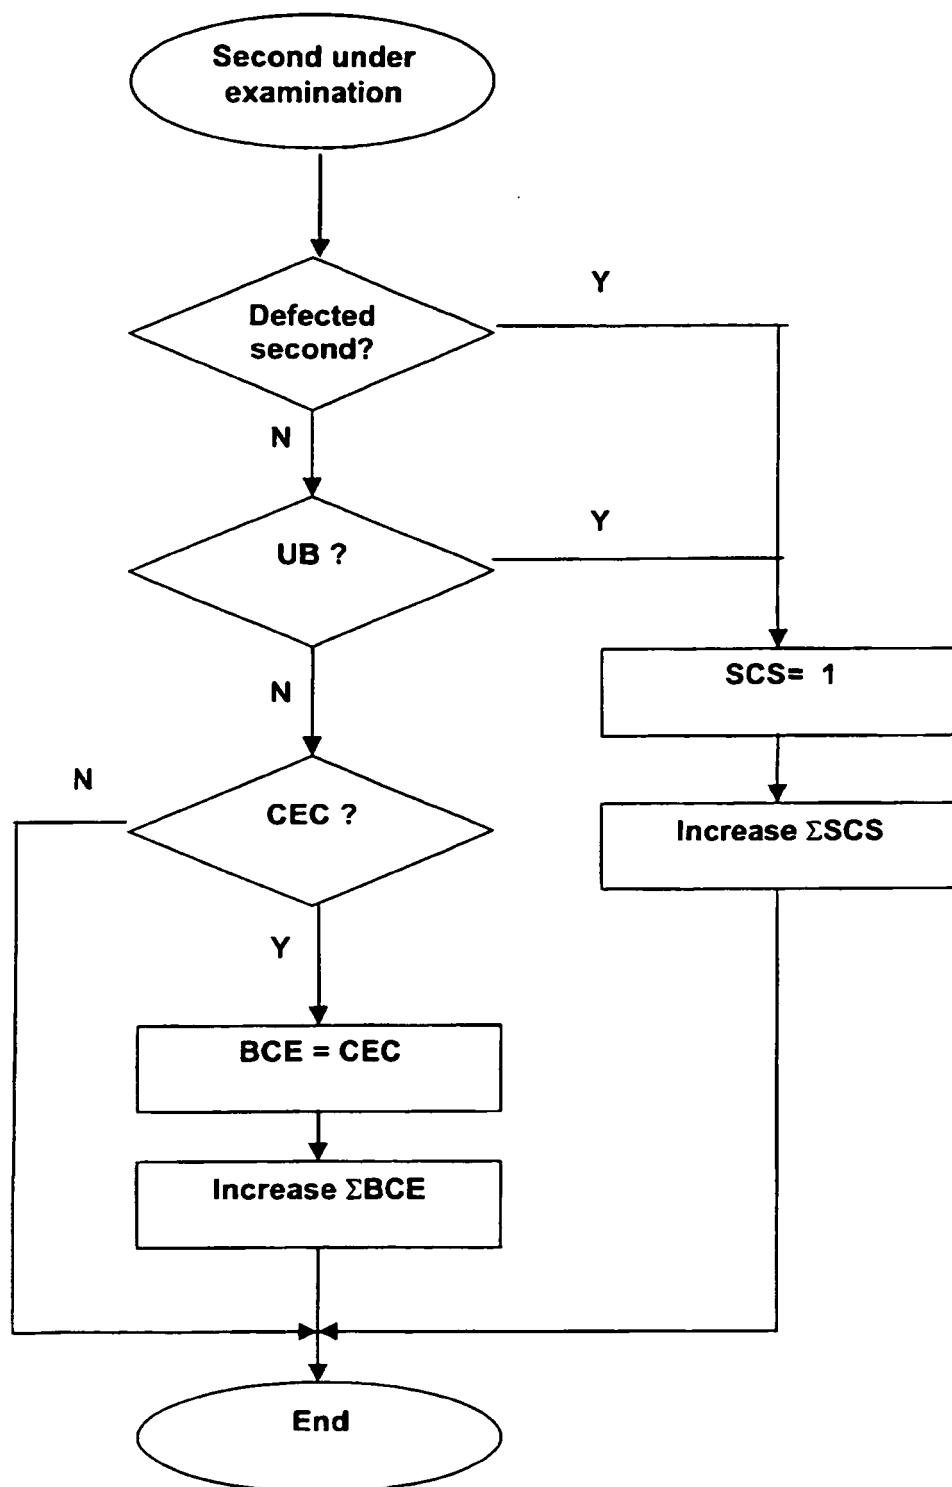 Second under
examination
Y
Defected
second?
N
Y
UB ?
N
SCS= 1
N
CEC ?
Increase ΣSCS
Y
BCE = CEC
Increase ΣBCE
End